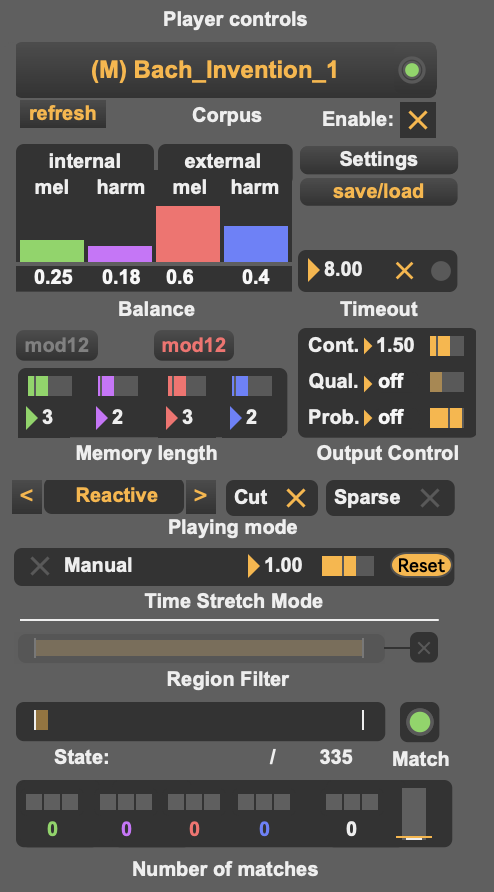 Player controls
(M) Bach_Invention_1
refresh Corpus Enable:
internal external Settings
mel harm mel harm save/load
0.25 0.18 0.6 0.4 8.00
Balance Timeout
mod12 mod12 Cont. 1.50
Qual. off
3 2 3 2 Prob. off
Memory length Output Control
< Reactive > Cut Sparse
Playing mode
Manual 1.00 Reset
Time Stretch Mode
Region Filter
State: / 335 Match
0 0 0 0 0
Number of matches